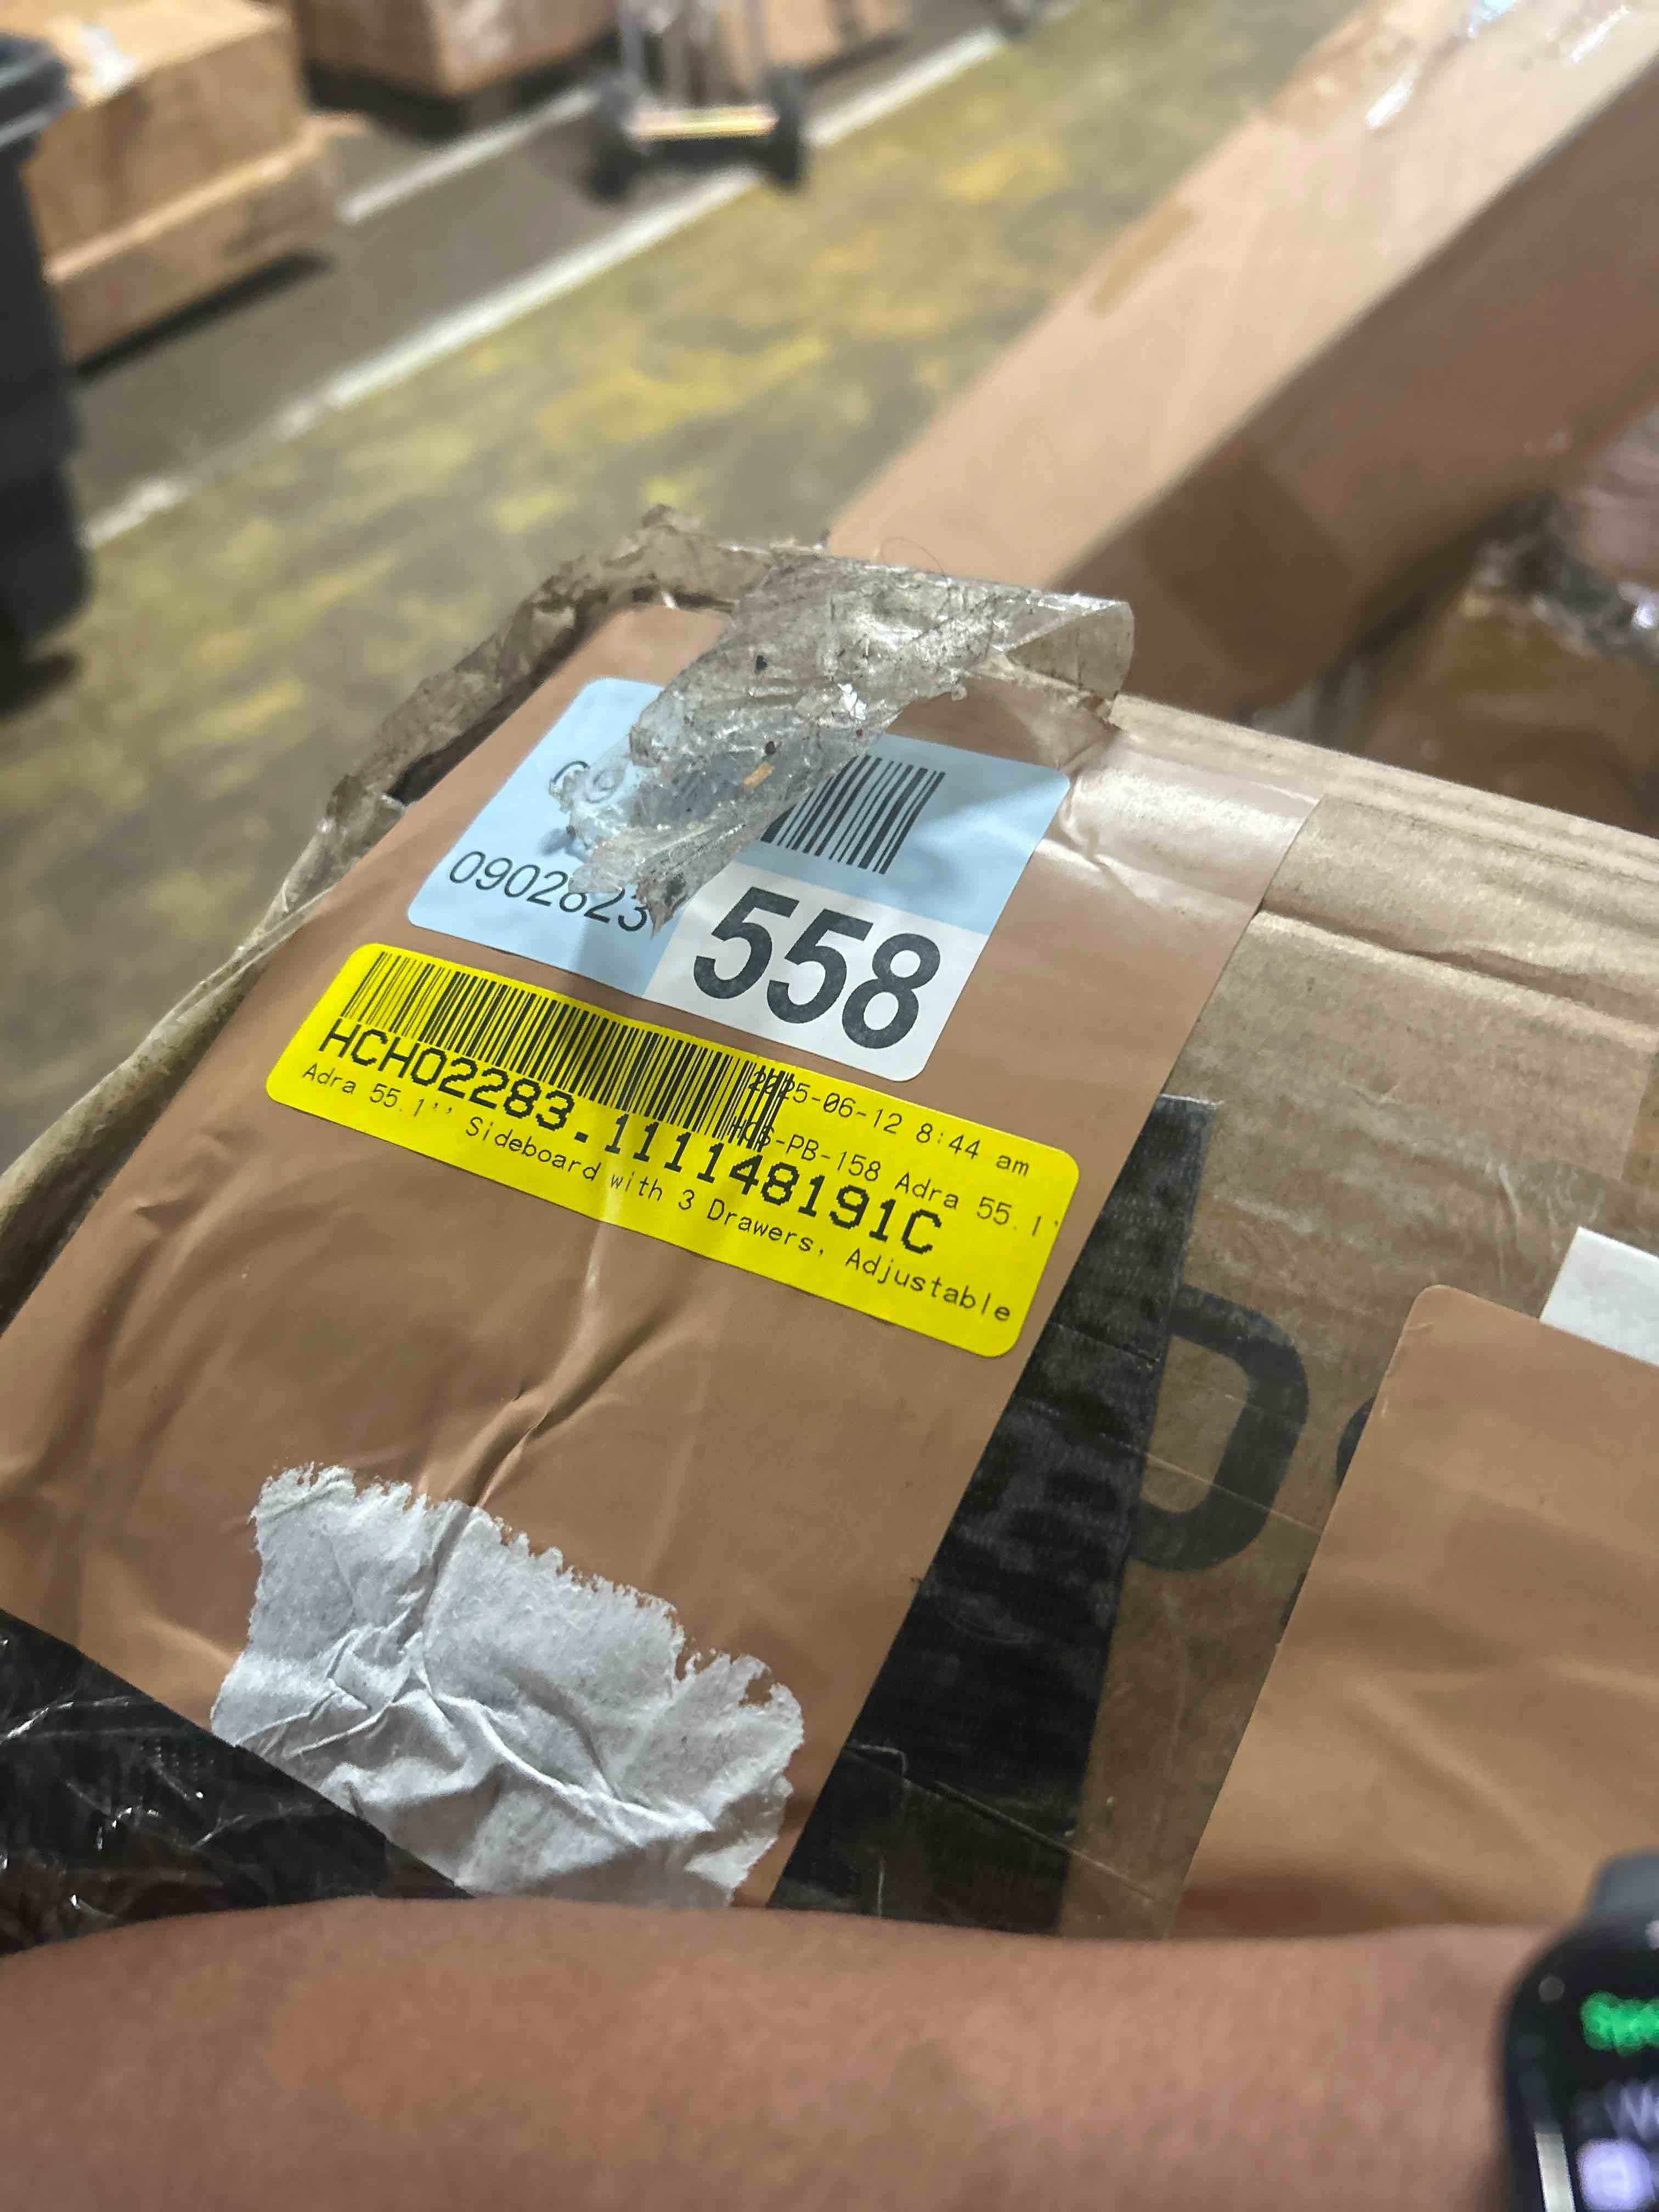 0902823
558
2025-06-12 8:44 am
-PB-158 Adra 55.1'
HCH02283.111148191C
Adra 55.1'' Sideboard with 3 Drawers, Adjustable